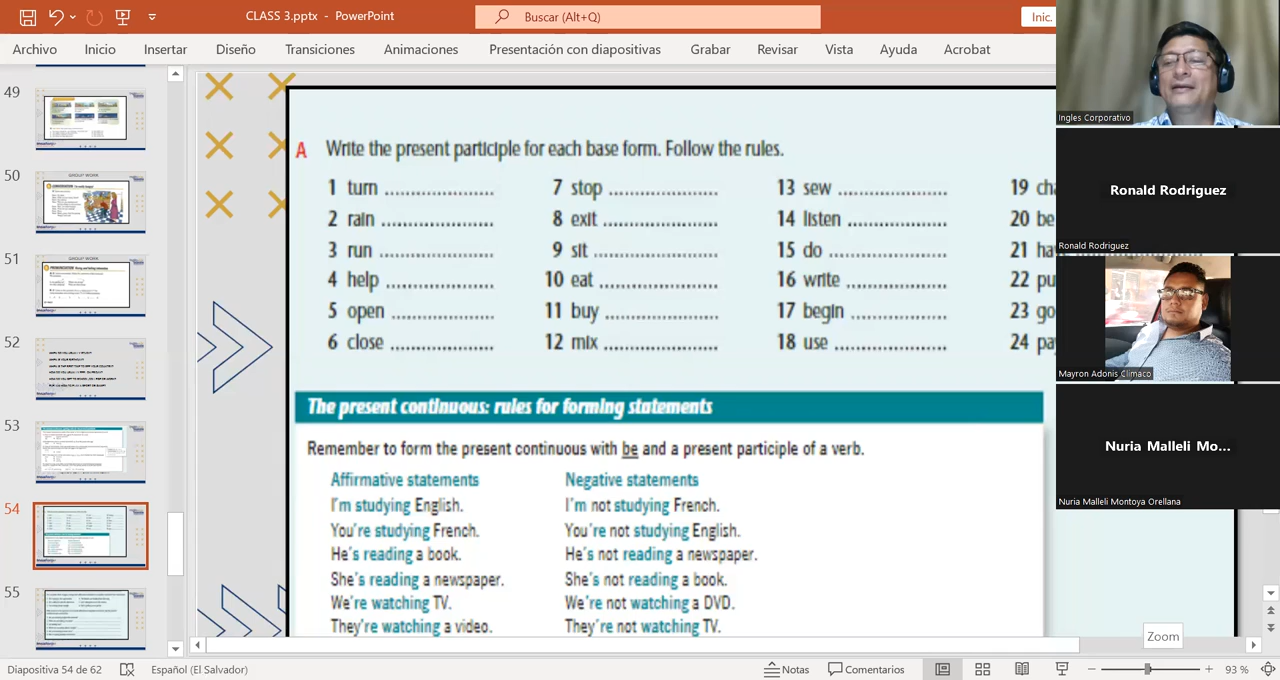 CLASS 3.pptx - PowerPoint
Buscar (Alt+Q)
Inic.
Archivo Inicio Insertar Diseño Transiciones Animaciones Presentación con diapositivas Grabar Revisar Vista Ayuda Acrobat
49
50
51
52
53
54
55
A Write the present participle for each base form. Follow the rules.
1 turn .................... 7 stop .................... 13 sew .................... 19 ch
2 rain .................... 8 exit .................... 14 listen .................... 20 be
3 run .................... 9 sit .................... 15 do .................... 21 ha
4 help .................... 10 eat .................... 16 write .................... 22 pu
5 open .................... 11 buy .................... 17 begin .................... 23 go
6 close .................... 12 mix .................... 18 use .................... 24 pa
The present continuous: rules for forming statements
Remember to form the present continuous with be and a present participle of a verb.
Affirmative statements
I'm studying English.
You're studying French.
He's reading a book.
She's reading a newspaper.
We're watching TV.
They're watching a video.
Negative statements
I'm not studying French.
You're not studying English.
He's not reading a newspaper.
She's not reading a book.
We're not watching a DVD.
They're not watching TV.
Ingles Corporativo
Ronald Rodriguez
Ronald Rodriguez
Mayron Adonis Climaco
Nuria Malleli Mo...
Nuria Malleli Montoya Orellana
Zoom
Diapositiva 54 de 62 Español (El Salvador) Notas Comentarios 93 %